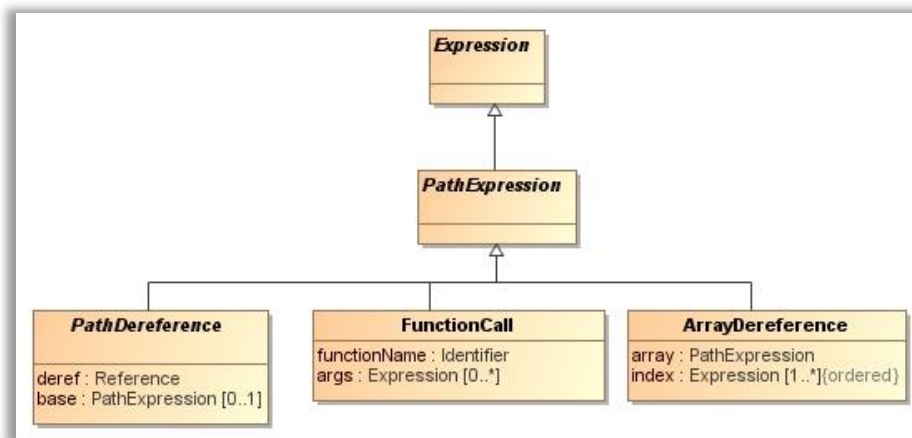 Expression
PathExpression
PathDereference
deref : Reference
base : PathExpression [0..1]
FunctionCall
functionName : Identifier
args : Expression [0..*]
ArrayDereference
array : PathExpression
index : Expression [1..*]{ordered}